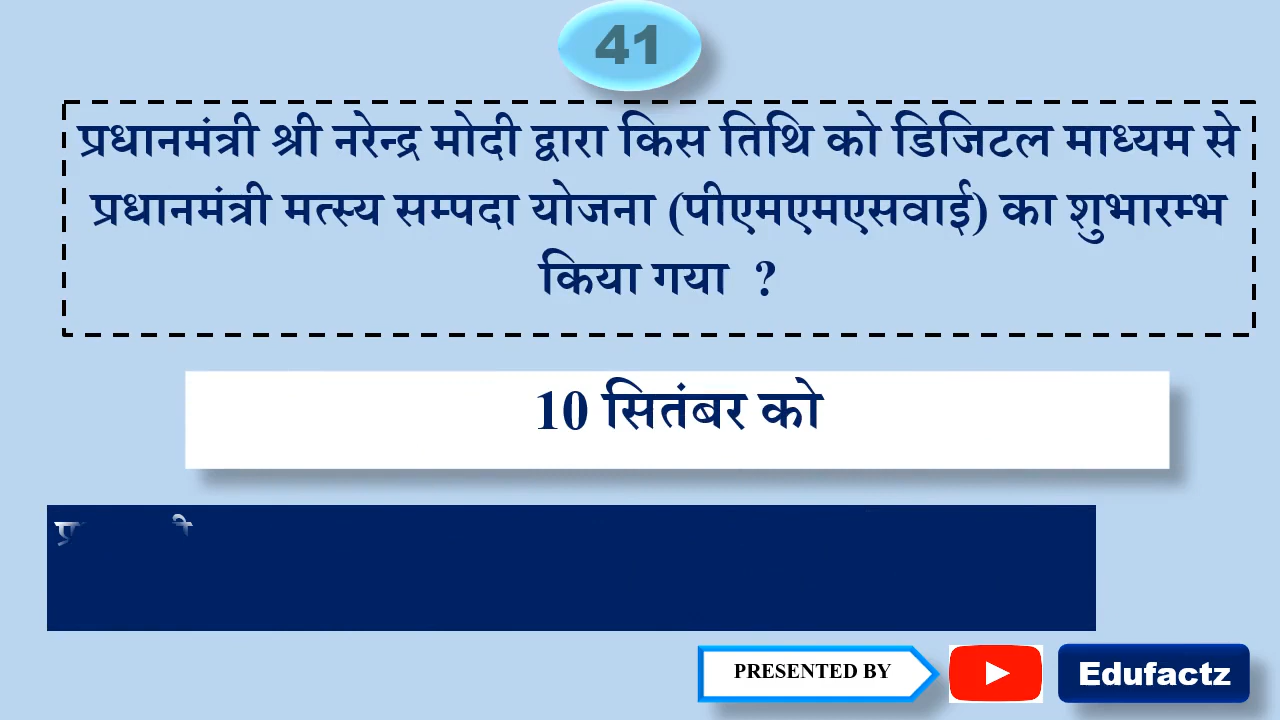 41
प्रधानमंत्री श्री नरेन्द्र मोदी द्वारा किस तिथि को डिजिटल माध्यम से
प्रधानमंत्री मत्स्य सम्पदा योजना (पीएमएमएसवाई) का शुभारम्भ
किया गया ?
10 सितंबर को
PRESENTED BY
Edufactz